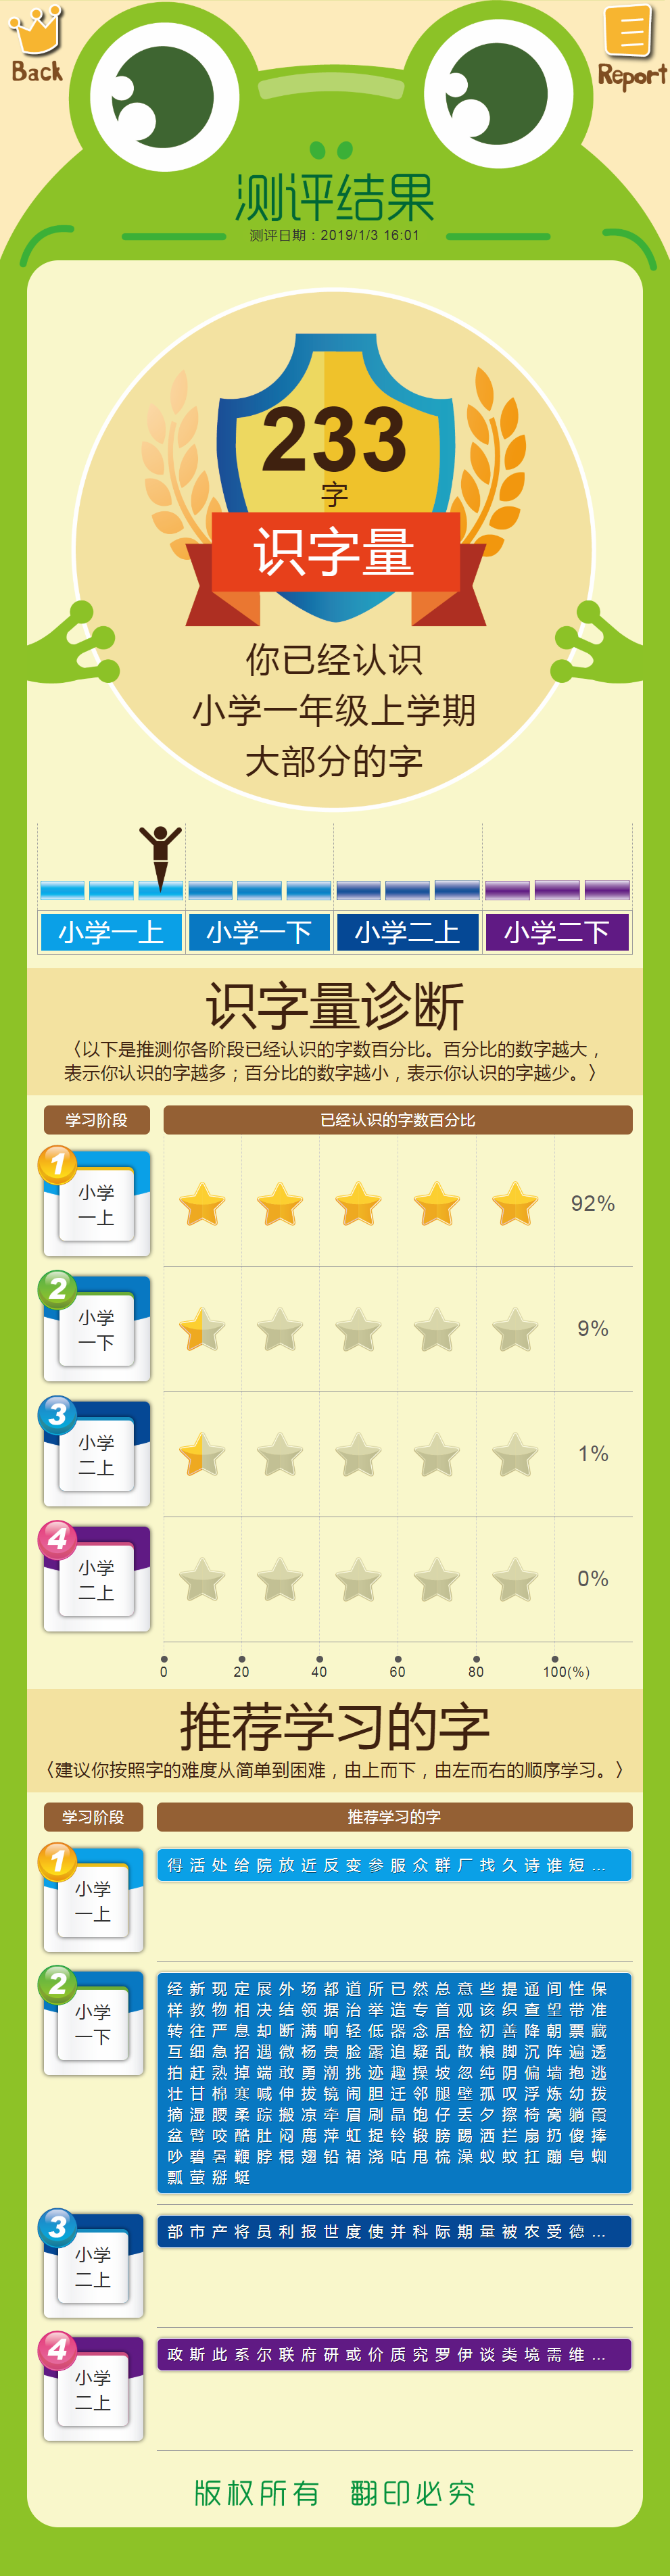 Back
Report
测评结果
测评日期：2019/1/3 16:01
233
字
识字量
你已经认识
小学一年级上学期
大部分的字
小学一上 小学一下 小学二上 小学二下
识字量诊断
〈以下是推测你各阶段已经认识的字数百分比。百分比的数字越大，
表示你认识的字越多；百分比的数字越小，表示你认识的字越少。〉
学习阶段 已经认识的字数百分比
1
小学
一上
92%
2
小学
一下
9%
3
小学
二上
1%
4
小学
二上
0%
0 20 40 60 80 100(%)
推荐学习的字
〈建议你按照字的难度从简单到困难，由上而下，由左而右的顺序学习。〉
学习阶段 推荐学习的字
1
小学
一上
得 活 处 给 院 放 近 反 变 参 服 众 群 厂 找 久 诗 谁 短 ...
2
小学
一下
经 新 现 定 展 外 场 都 道 所 已 然 总 意 些 提 通 间 性 保
样 教 物 相 决 结 领 据 治 举 造 专 首 观 该 织 查 望 带 准
转 往 严 息 却 断 满 响 轻 低 器 念 居 检 初 善 降 朝 票 藏
互 细 急 招 遇 微 杨 贵 脸 露 追 疑 乱 散 粮 脚 沉 阵 遍 透
拍 赶 熟 掉 端 敢 勇 潮 挑 迹 趣 操 坡 忽 纯 阴 偏 墙 抱 逃
壮 甘 棉 寒 喊 伸 拔 镜 闹 胆 迁 邻 腿 壁 孤 叹 浮 炼 幼 拨
摘 湿 腰 柔 踪 搬 凉 牵 眉 刷 晶 饱 仔 丢 夕 擦 椅 窝 躺 霞
盆 臂 咬 酷 肚 闷 鹿 萍 虹 捉 铃 锻 膀 踢 洒 拦 扇 扔 傻 捧
吵 碧 暑 鞭 脖 棍 翅 铅 裙 浇 咕 甩 梳 澡 蚁 蚊 扛 蹦 皂 蜘
瓢 萤 掰 蜓
3
小学
二上
部 市 产 将 员 利 报 世 度 使 并 科 际 期 量 被 农 受 德 ...
4
小学
二上
政 斯 此 系 尔 联 府 研 或 价 质 究 罗 伊 谈 类 境 需 维 ...
版权所有 翻印必究